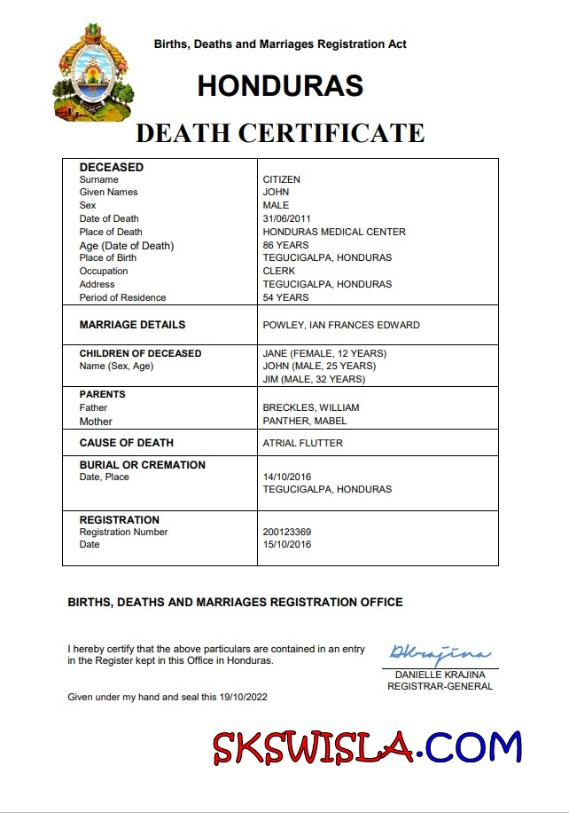 Births, Deaths and Marriages Registration Act
HONDURAS
DEATH CERTIFICATE
DECEASED
Surname CITIZEN
Given Names JOHN
Sex MALE
Date of Death 31/06/2011
Place of Death HONDURAS MEDICAL CENTER
Age (Date of Death) 86 YEARS
Place of Birth TEGUCIGALPA, HONDURAS
Occupation CLERK
Address TEGUCIGALPA, HONDURAS
Period of Residence 54 YEARS
MARRIAGE DETAILS POWLEY, IAN FRANCES EDWARD
CHILDREN OF DECEASED JANE (FEMALE, 12 YEARS)
Name (Sex, Age) JOHN (MALE, 25 YEARS)
JIM (MALE, 32 YEARS)
PARENTS
Father BRECKLES, WILLIAM
Mother PANTHER, MABEL
CAUSE OF DEATH ATRIAL FLUTTER
BURIAL OR CREMATION
Date, Place 14/10/2016
TEGUCIGALPA, HONDURAS
REGISTRATION
Registration Number 200123369
Date 15/10/2016
BIRTHS, DEATHS AND MARRIAGES REGISTRATION OFFICE
I hereby certify that the above particulars are contained in an entry
in the Register kept in this Office in Honduras.
DKrajina
DANIELLE KRAJINA
REGISTRAR-GENERAL
Given under my hand and seal this 19/10/2022
SKSWISLA.COM